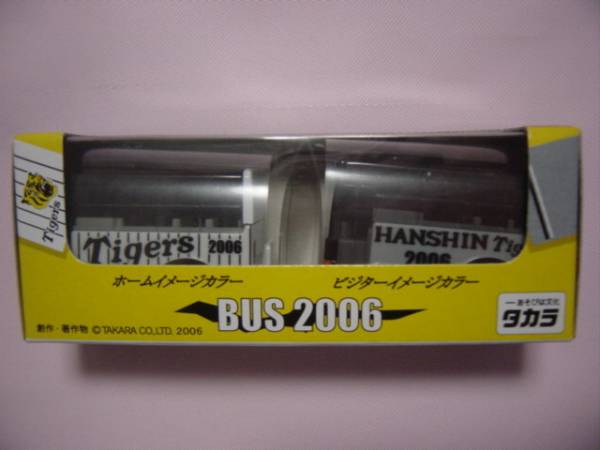 Tigers
Tigers 2006
HANSHIN Tig
2006
ホームイメージカラー
ビジターイメージカラー
BUS 2006
創作・著作物 ©TAKARA CO.,LTD. 2006
あそびは文化
タカラ